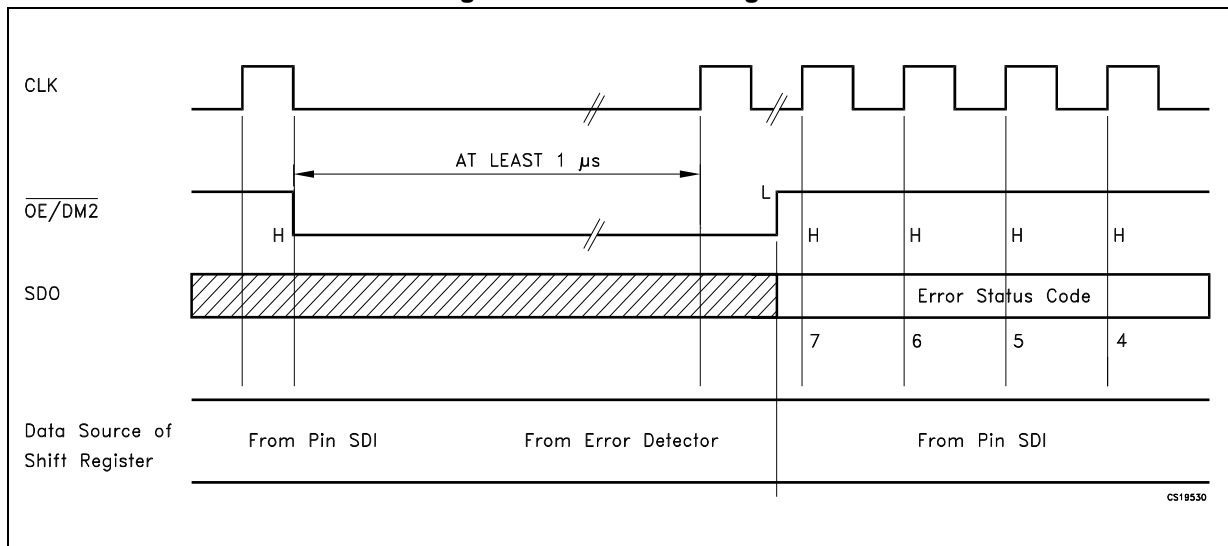 CLK
AT LEAST 1 μs
OE/DM2
L
H
H
H
H
H
SDO
Error Status Code
7
6
5
4
Data Source of
Shift Register
From Pin SDI
From Error Detector
From Pin SDI
CS19530